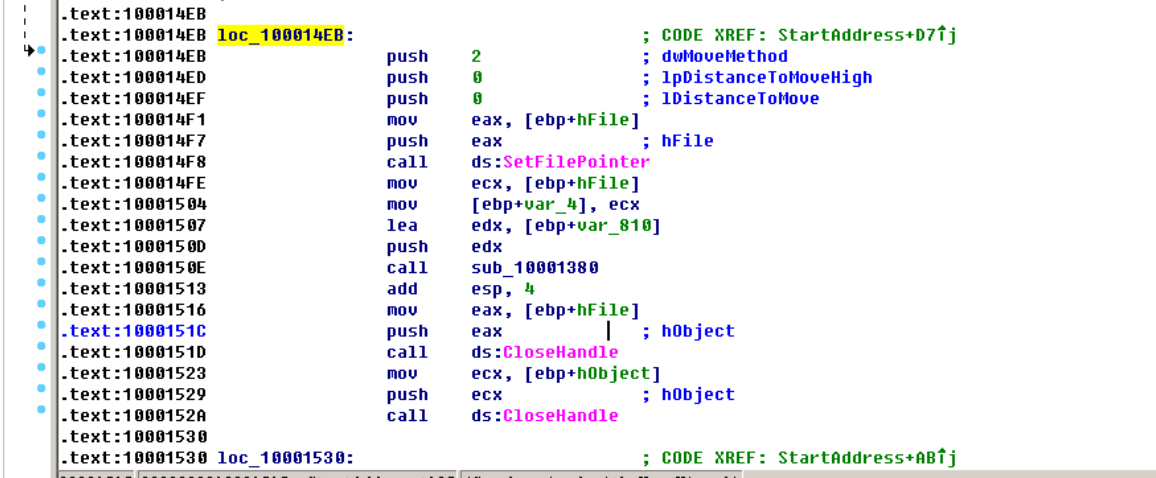 .text:100014EB
.text:100014EB loc_100014EB: ; CODE XREF: StartAddress+D7↑j
.text:100014EB push 2 ; dwMoveMethod
.text:100014ED push 0 ; lpDistanceToMoveHigh
.text:100014EF push 0 ; lDistanceToMove
.text:100014F1 mov eax, [ebp+hFile]
.text:100014F7 push eax ; hFile
.text:100014F8 call ds:SetFilePointer
.text:100014FE mov ecx, [ebp+hFile]
.text:10001504 mov [ebp+var_4], ecx
.text:10001507 lea edx, [ebp+var_810]
.text:1000150D push edx
.text:1000150E call sub_10001380
.text:10001513 add esp, 4
.text:10001516 mov eax, [ebp+hFile]
.text:1000151C push eax ; hObject
.text:1000151D call ds:CloseHandle
.text:10001523 mov ecx, [ebp+hObject]
.text:10001529 push ecx ; hObject
.text:1000152A call ds:CloseHandle
.text:10001530
.text:10001530 loc_10001530: ; CODE XREF: StartAddress+AB↑j